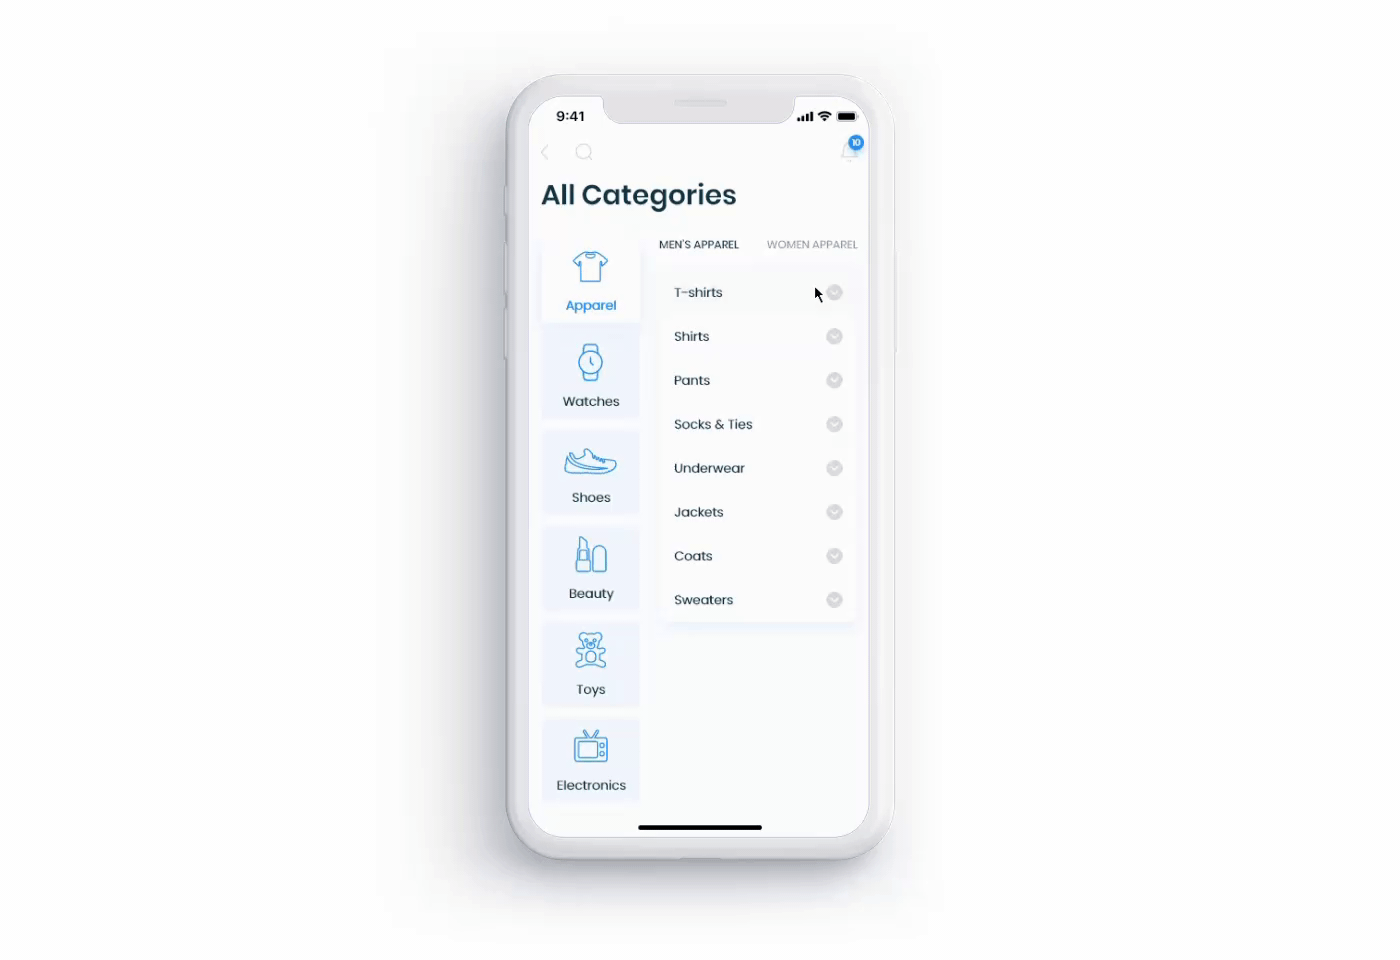 9:41
10
All Categories
MEN'S APPAREL
WOMEN APPAREL
Apparel
Watches
Shoes
Beauty
Toys
Electronics
T-shirts
Shirts
Pants
Socks & Ties
Underwear
Jackets
Coats
Sweaters